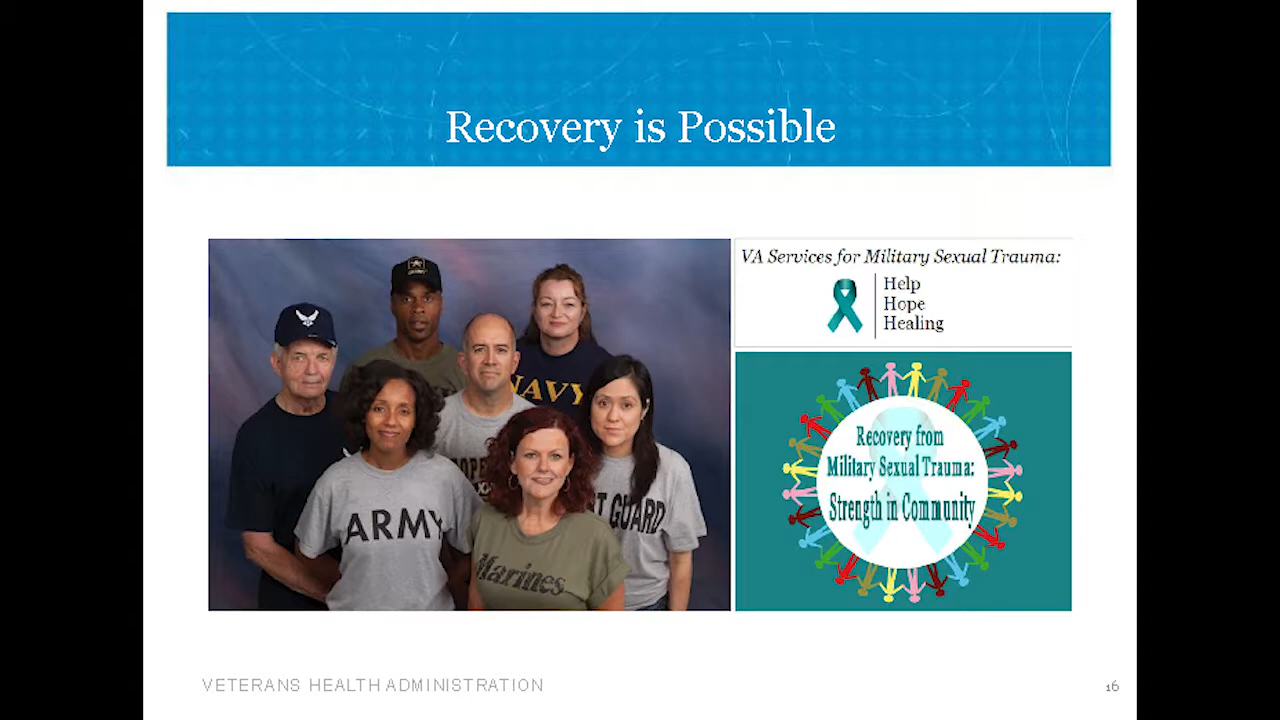 Recovery is Possible
VA Services for Military Sexual Trauma:
Help
Hope
Healing
NAVY
ARMY
T GUARD
Marines
Recovery from
Military Sexual Trauma:
Strength in Community
VETERANS HEALTH ADMINISTRATION
16